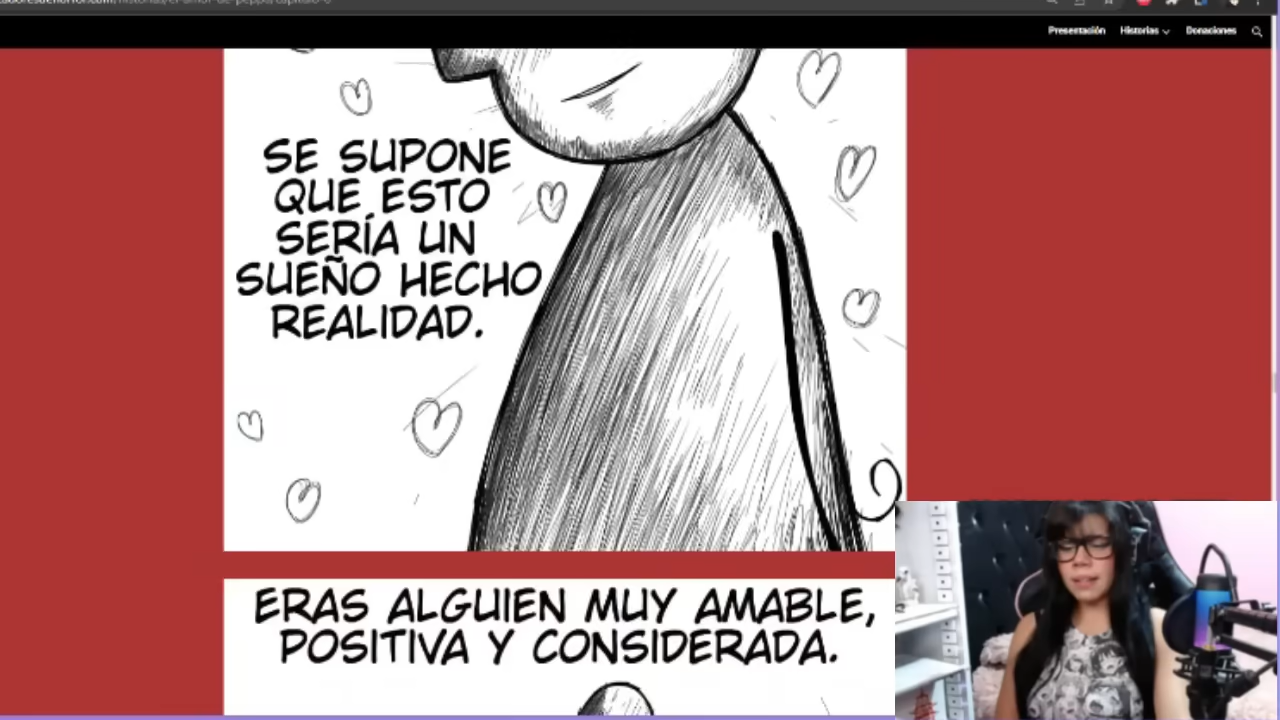 Presentación Historias Donaciones
SE SUPONE
QUE ESTO
SERÍA UN
SUEÑO HECHO
REALIDAD.
ERAS ALGUIEN MUY AMABLE,
POSITIVA Y CONSIDERADA.